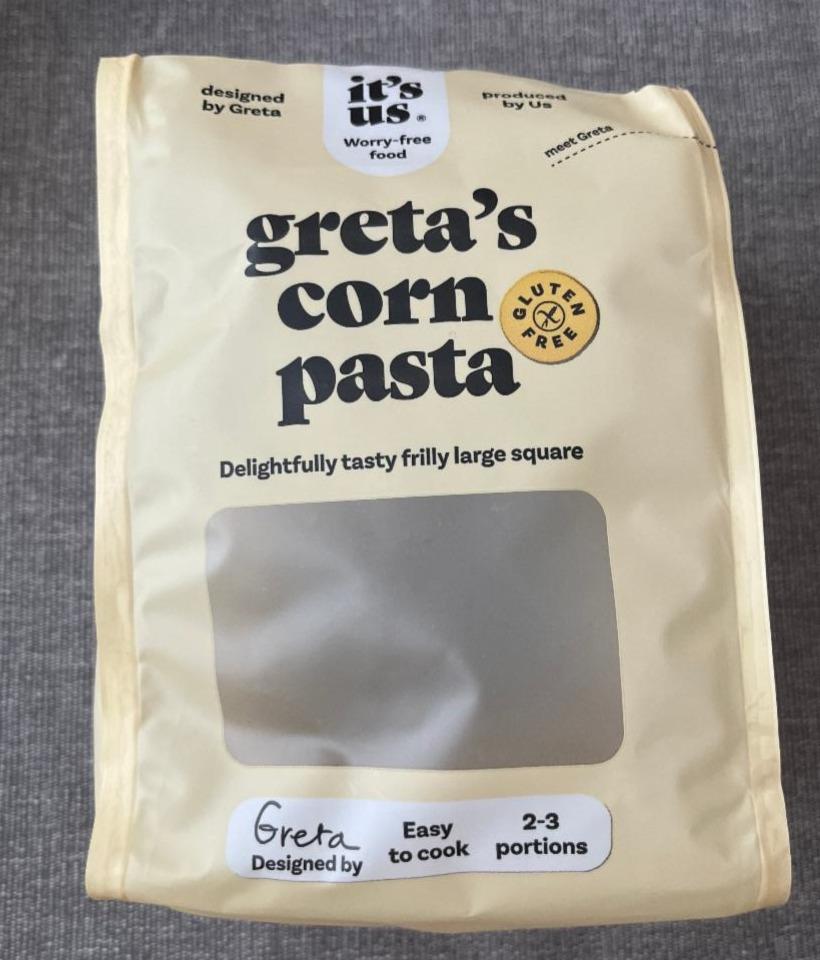 designed
by Greta
it's
us®
Worry-free
food
produced
by Us
meet Greta
greta's
corn
pasta
GLUTEN
FREE
Delightfully tasty frilly large square
Greta
Designed by
Easy
to cook
2-3
portions